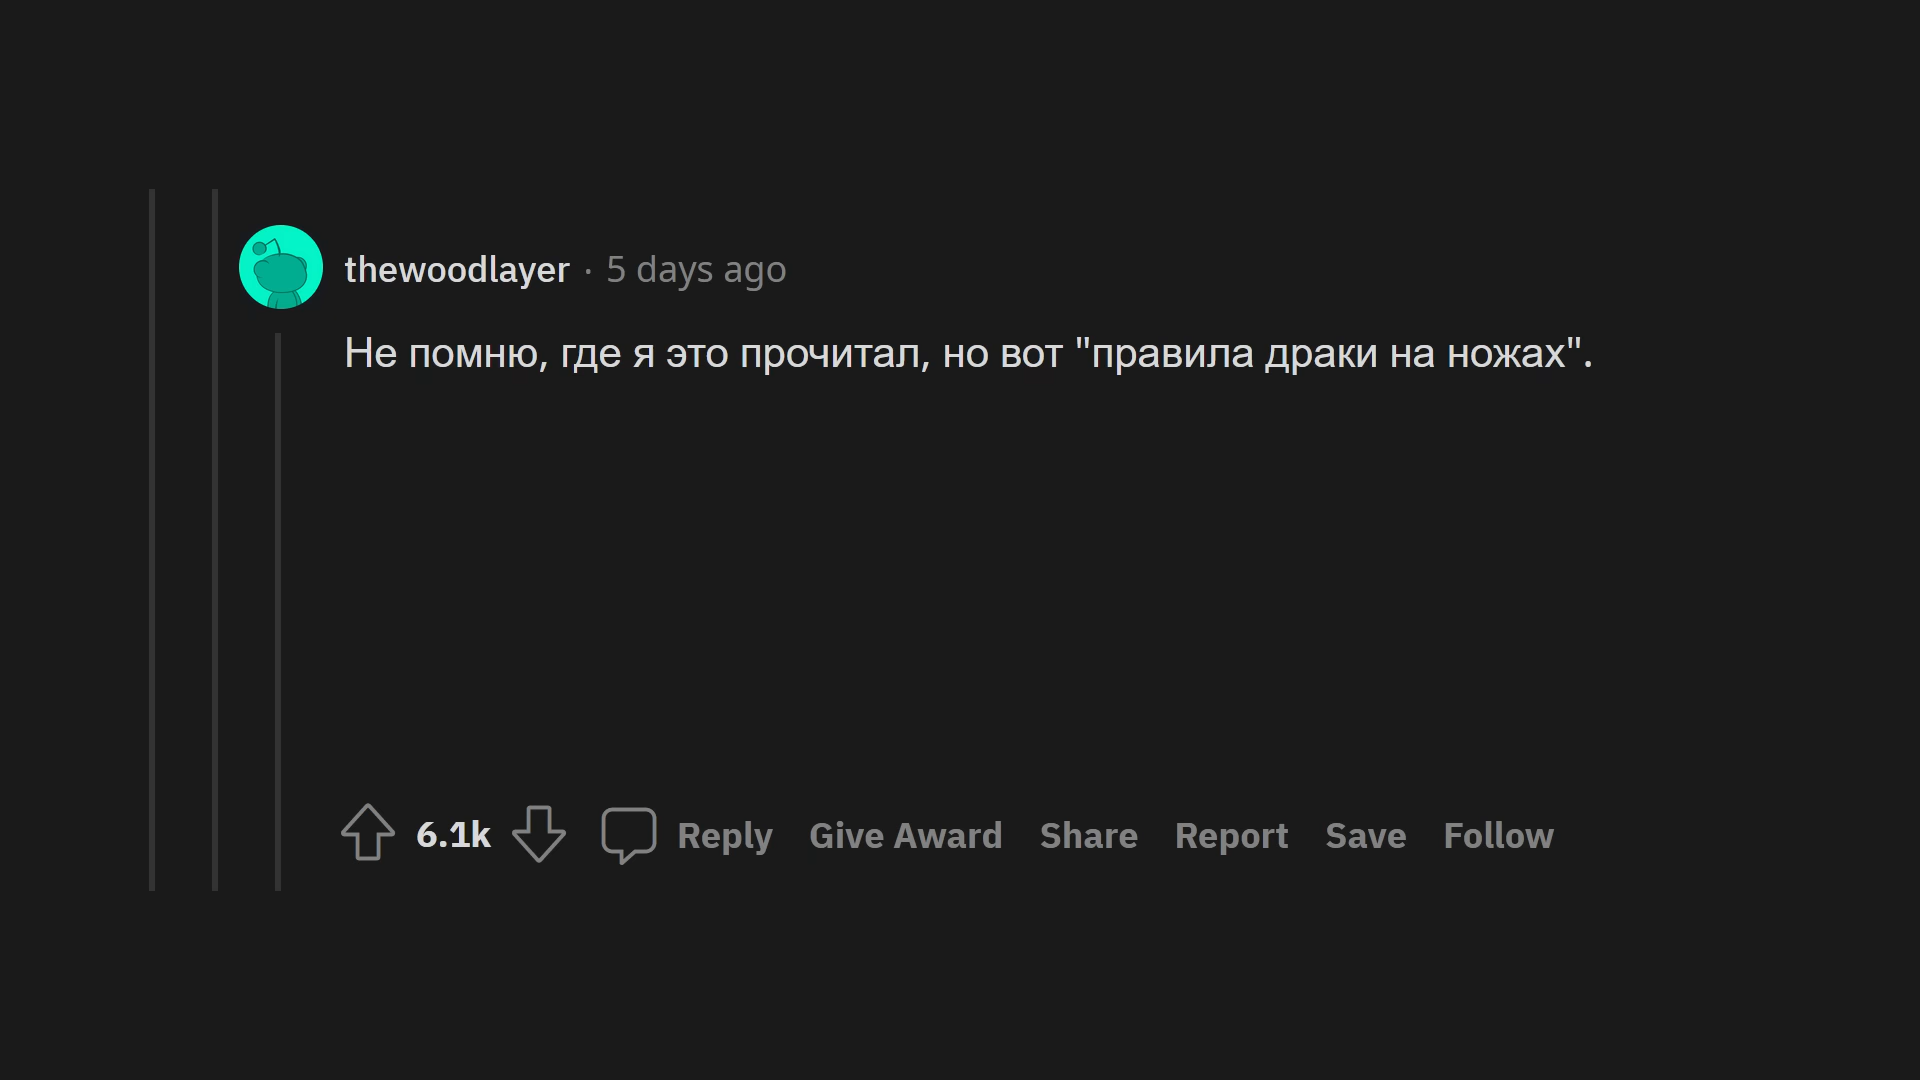 thewoodlayer · 5 days ago
Не помню, где я это прочитал, но вот "правила драки на ножах".
6.1k Reply Give Award Share Report Save Follow